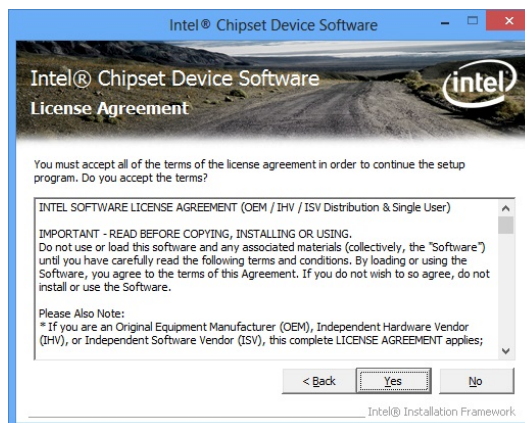 Intel® Chipset Device Software
Intel® Chipset Device Software
intel
License Agreement
You must accept all of the terms of the license agreement in order to continue the setup
program. Do you accept the terms?
INTEL SOFTWARE LICENSE AGREEMENT (OEM / IHV / ISV Distribution & Single User)
IMPORTANT - READ BEFORE COPYING, INSTALLING OR USING.
Do not use or load this software and any associated materials (collectively, the "Software")
until you have carefully read the following terms and conditions. By loading or using the
Software, you agree to the terms of this Agreement. If you do not wish to so agree, do not
install or use the Software.
Please Also Note:
* If you are an Original Equipment Manufacturer (OEM), Independent Hardware Vendor
(IHV), or Independent Software Vendor (ISV), this complete LICENSE AGREEMENT applies;
< Back Yes No
Intel® Installation Framework